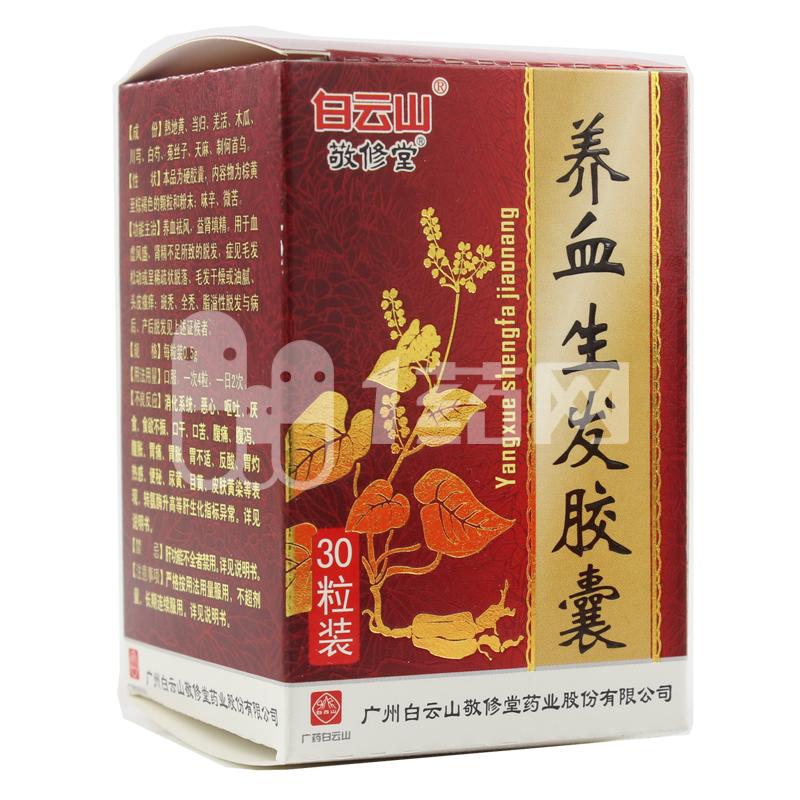 白云山®
敬修堂®
养血生发胶囊
Yangxue shengfa jiaonang
30粒装
广州白云山敬修堂药业股份有限公司
【成 份】熟地黄、当归、羌活、木瓜、
川芎、白芍、菟丝子、天麻、制何首乌。
【性 状】本品为硬胶囊，内容物为棕黄
至棕褐色的颗粒和粉末；味辛、微苦。
【功能主治】养血祛风，益肾填精。用于血
虚风盛，肾精不足所致的脱发，症见毛发
松动或呈稀疏状脱落、毛发干燥或油腻、
头皮瘙痒；斑秃、全秃、脂溢性脱发与病
后、产后脱发见上述证候者。
【规 格】每粒装0.5g
【用法用量】口服。一次4粒，一日2次。
【不良反应】消化系统：恶心、呕吐、厌
食、食欲不振、口干、口苦、腹痛、腹泻、
腹胀、胃痛、胃胀、胃不适、反酸、胃灼
热感、便秘、尿黄、目黄、皮肤黄染等表
现，转氨酶升高等肝生化指标异常。详见
说明书。
【禁 忌】肝功能不全者禁用。详见说明书。
【注意事项】严格按用法用量服用，不超剂
量、长期连续服用。详见说明书。
广州白云山敬修堂药业股份有限公司
广药白云山
白云山
1药网